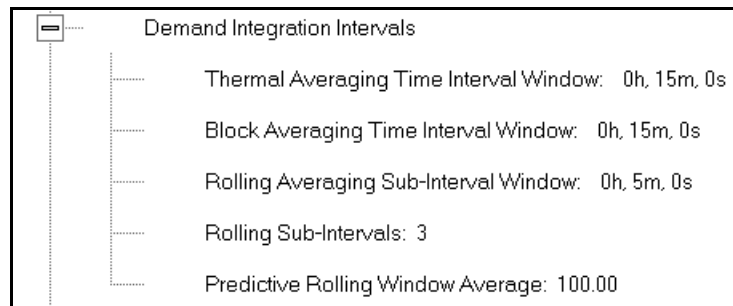 Demand Integration Intervals
Thermal Averaging Time Interval Window: 0h, 15m, 0s
Block Averaging Time Interval Window: 0h, 15m, 0s
Rolling Averaging Sub-Interval Window: 0h, 5m, 0s
Rolling Sub-Intervals: 3
Predictive Rolling Window Average: 100.00